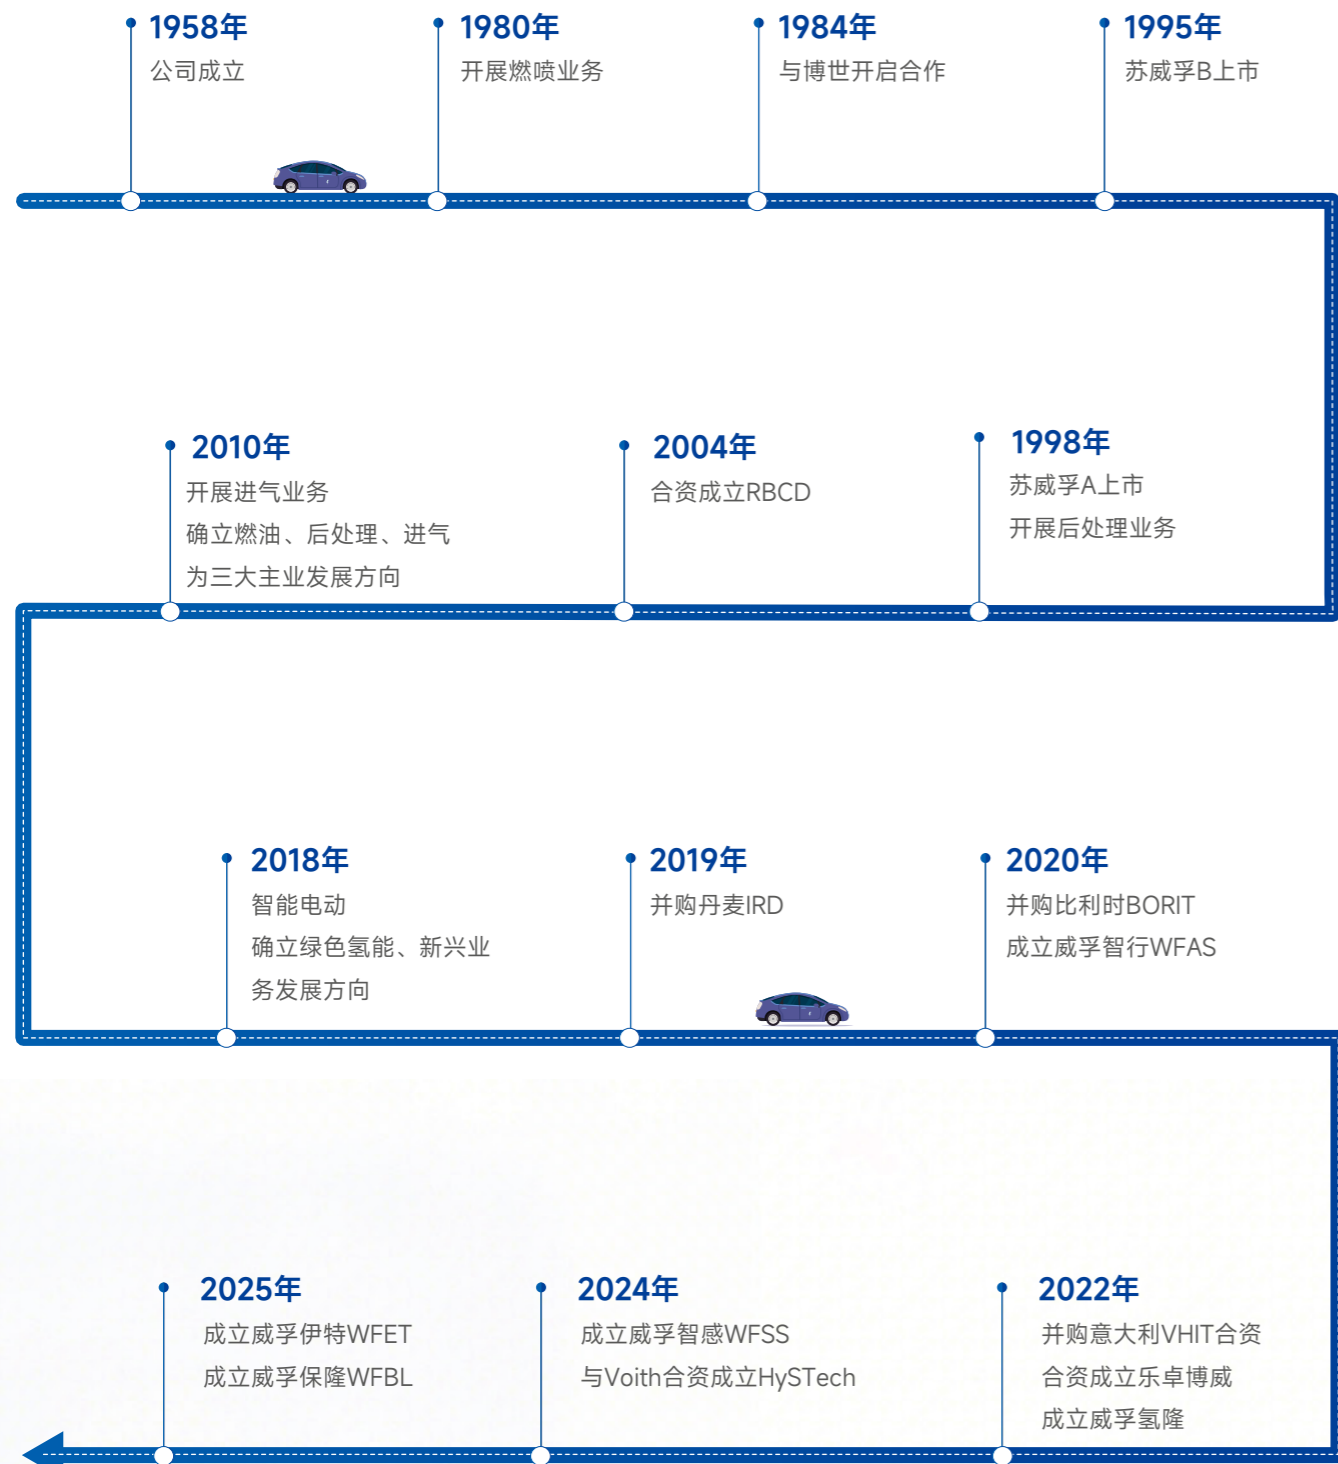 1958年
公司成立
1980年
开展燃喷业务
1984年
与博世开启合作
1995年
苏威孚B上市
1998年
苏威孚A上市
开展后处理业务
2004年
合资成立RBCD
2010年
开展进气业务
确立燃油、后处理、进气
为三大主业发展方向
2018年
智能电动
确立绿色氢能、新兴业
务发展方向
2019年
并购丹麦IRD
2020年
并购比利时BORIT
成立威孚智行WFAS
2022年
并购意大利VHIT合资
合资成立乐卓博威
成立威孚氢隆
2024年
成立威孚智感WFSS
与Voith合资成立HySTech
2025年
成立威孚伊特WFET
成立威孚保隆WFBL